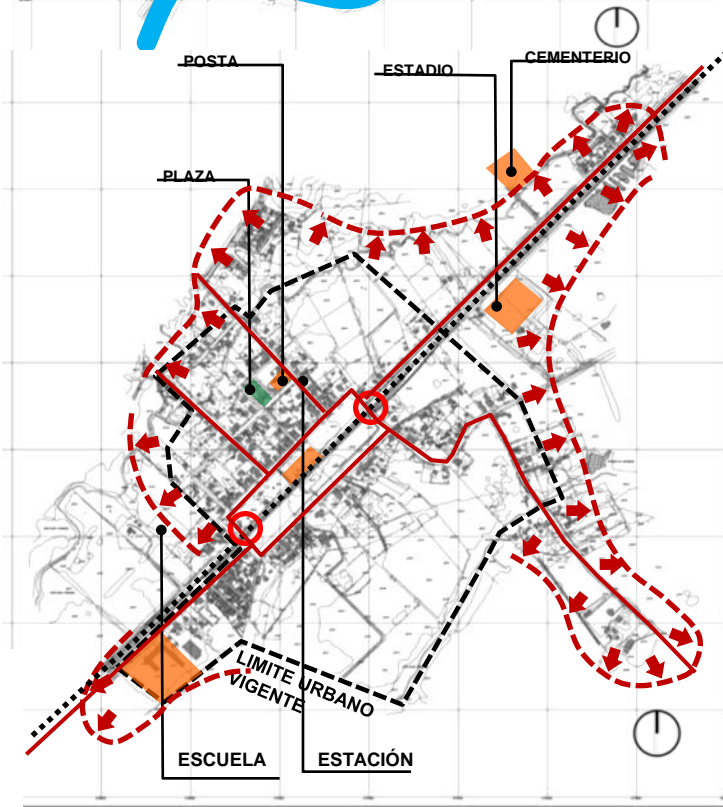 POSTA
CEMENTERIO
ESTADIO
PLAZA
LIMITE URBANO
VIGENTE
ESCUELA
ESTACIÓN